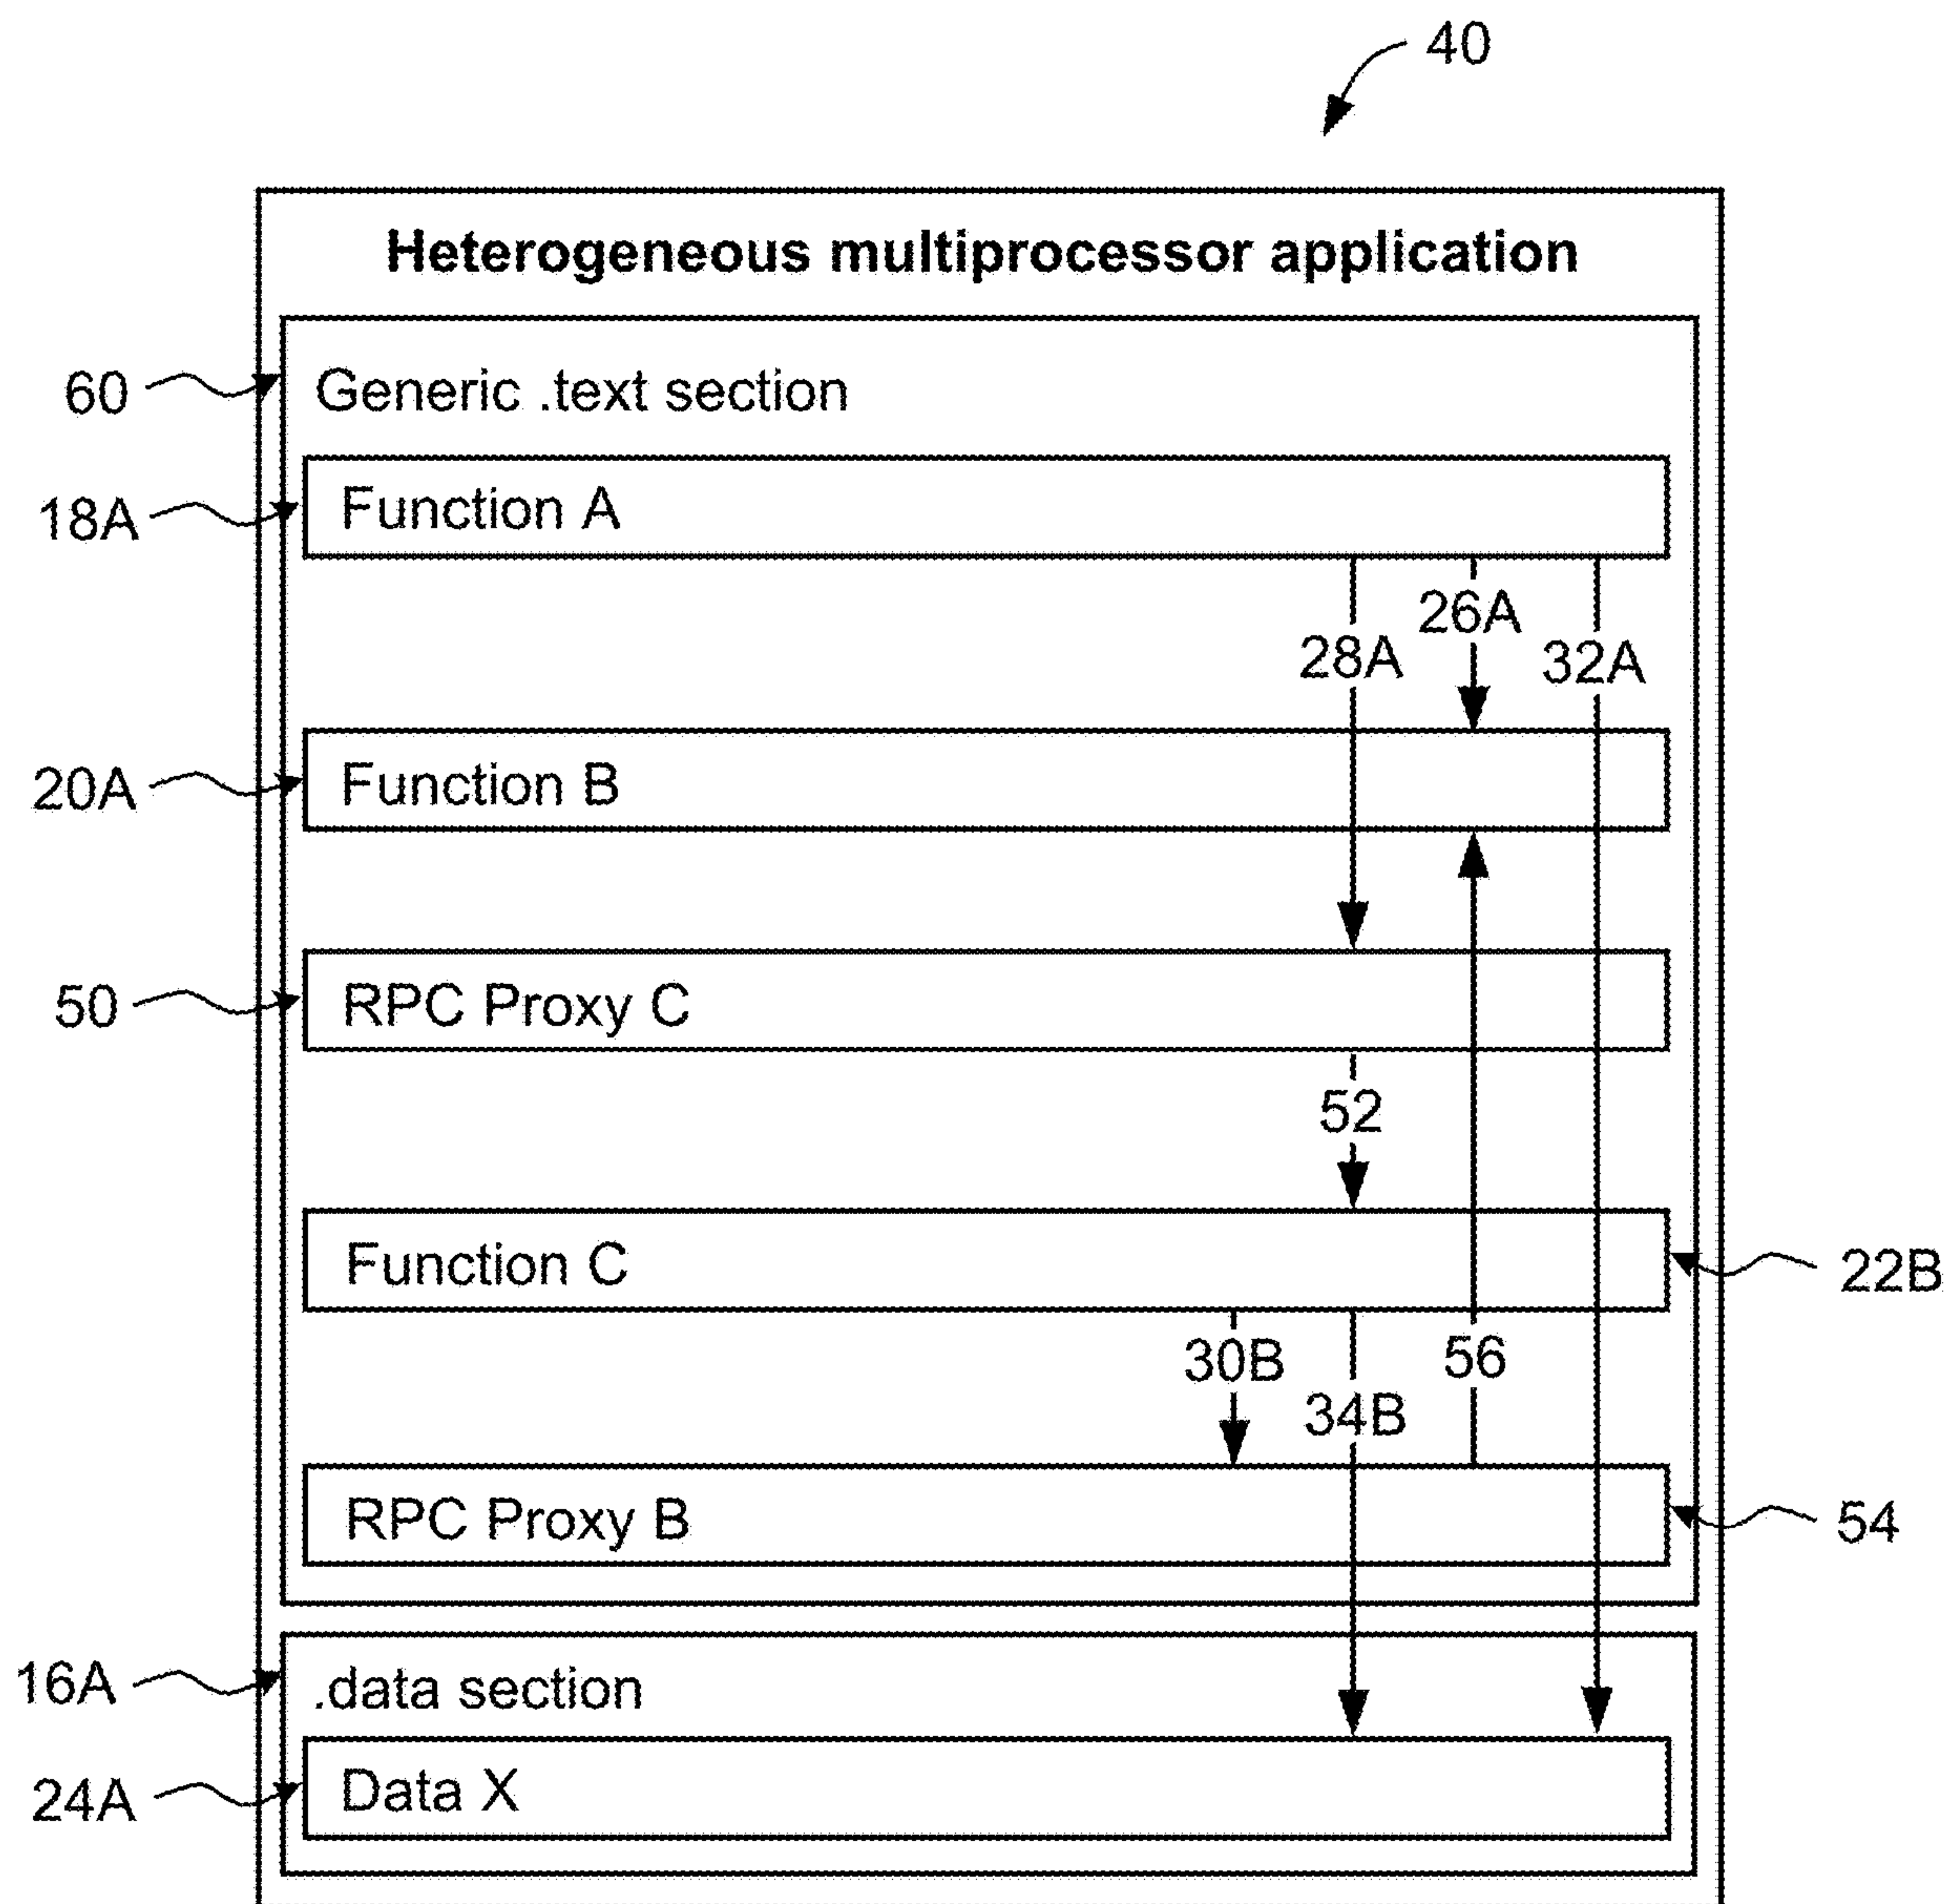 40
Heterogeneous multiprocessor application
60
Generic .text section
18A
Function A
26A
28A
32A
20A
Function B
50
RPC Proxy C
52
Function C
22B
30B
56
34B
RPC Proxy B
54
16A
.data section
24A
Data X